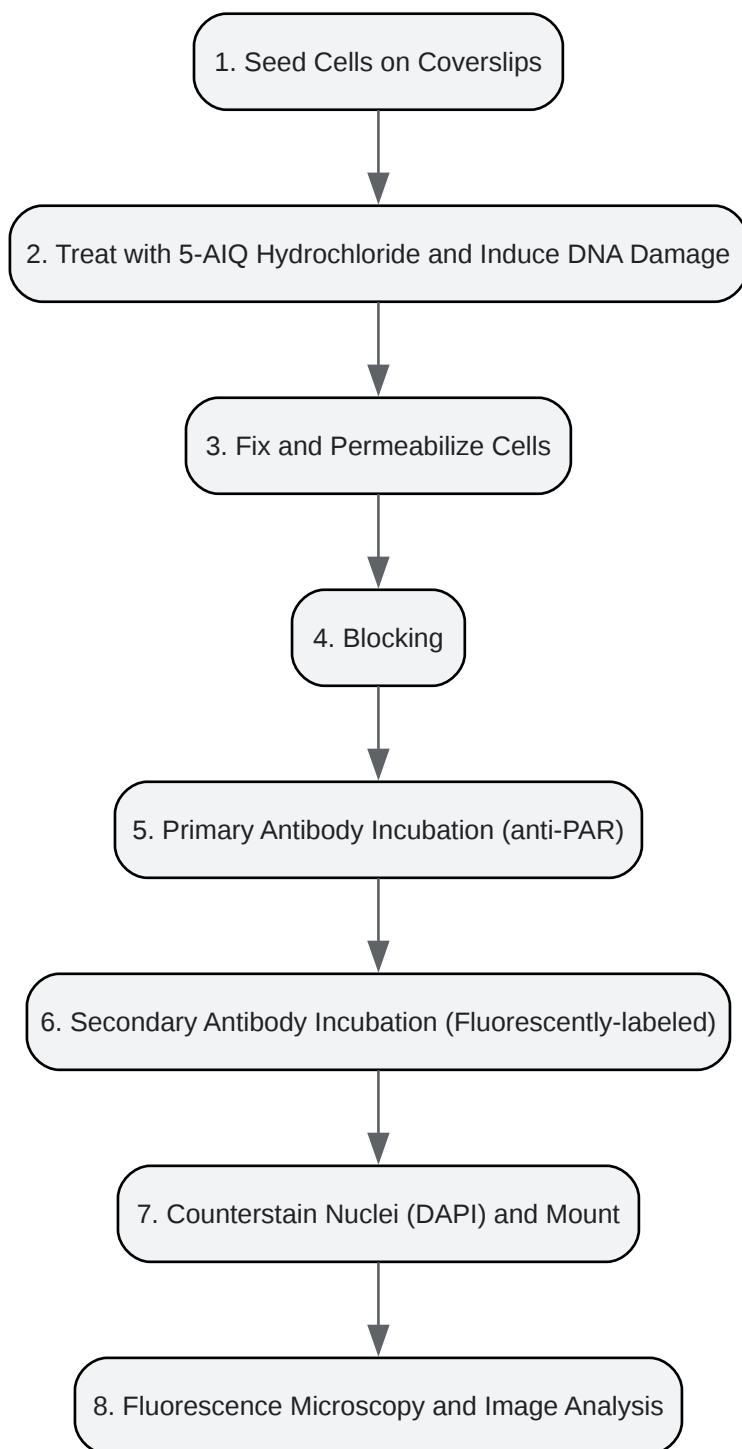 1. Seed Cells on Coverslips
2. Treat with 5-AIQ Hydrochloride and Induce DNA Damage
3. Fix and Permeabilize Cells
4. Blocking
5. Primary Antibody Incubation (anti-PAR)
6. Secondary Antibody Incubation (Fluorescently-labeled)
7. Counterstain Nuclei (DAPI) and Mount
8. Fluorescence Microscopy and Image Analysis